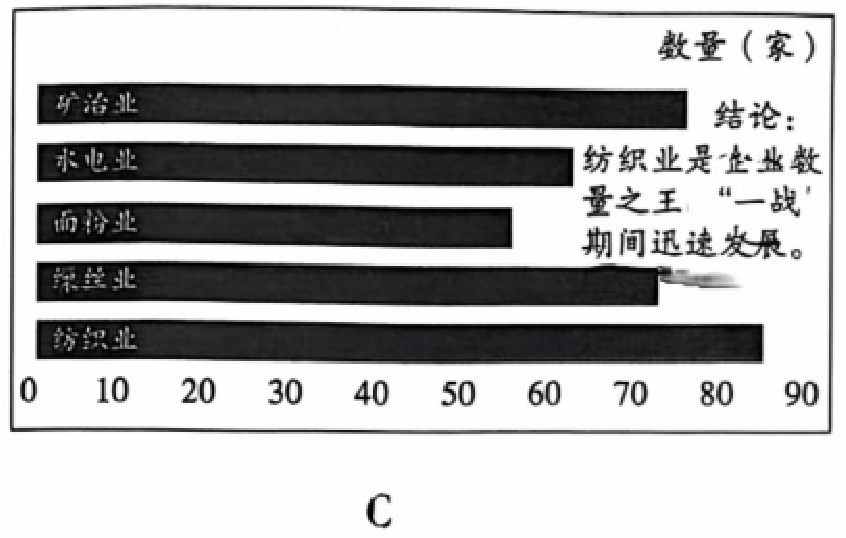 数量（家）
矿冶业
结论：
水电业
纺织业是企业数
量之王 “一战’
面粉业
期间迅速发展。
缫丝业
纺织业
0 10 20 30 40 50 60 70 80 90
C